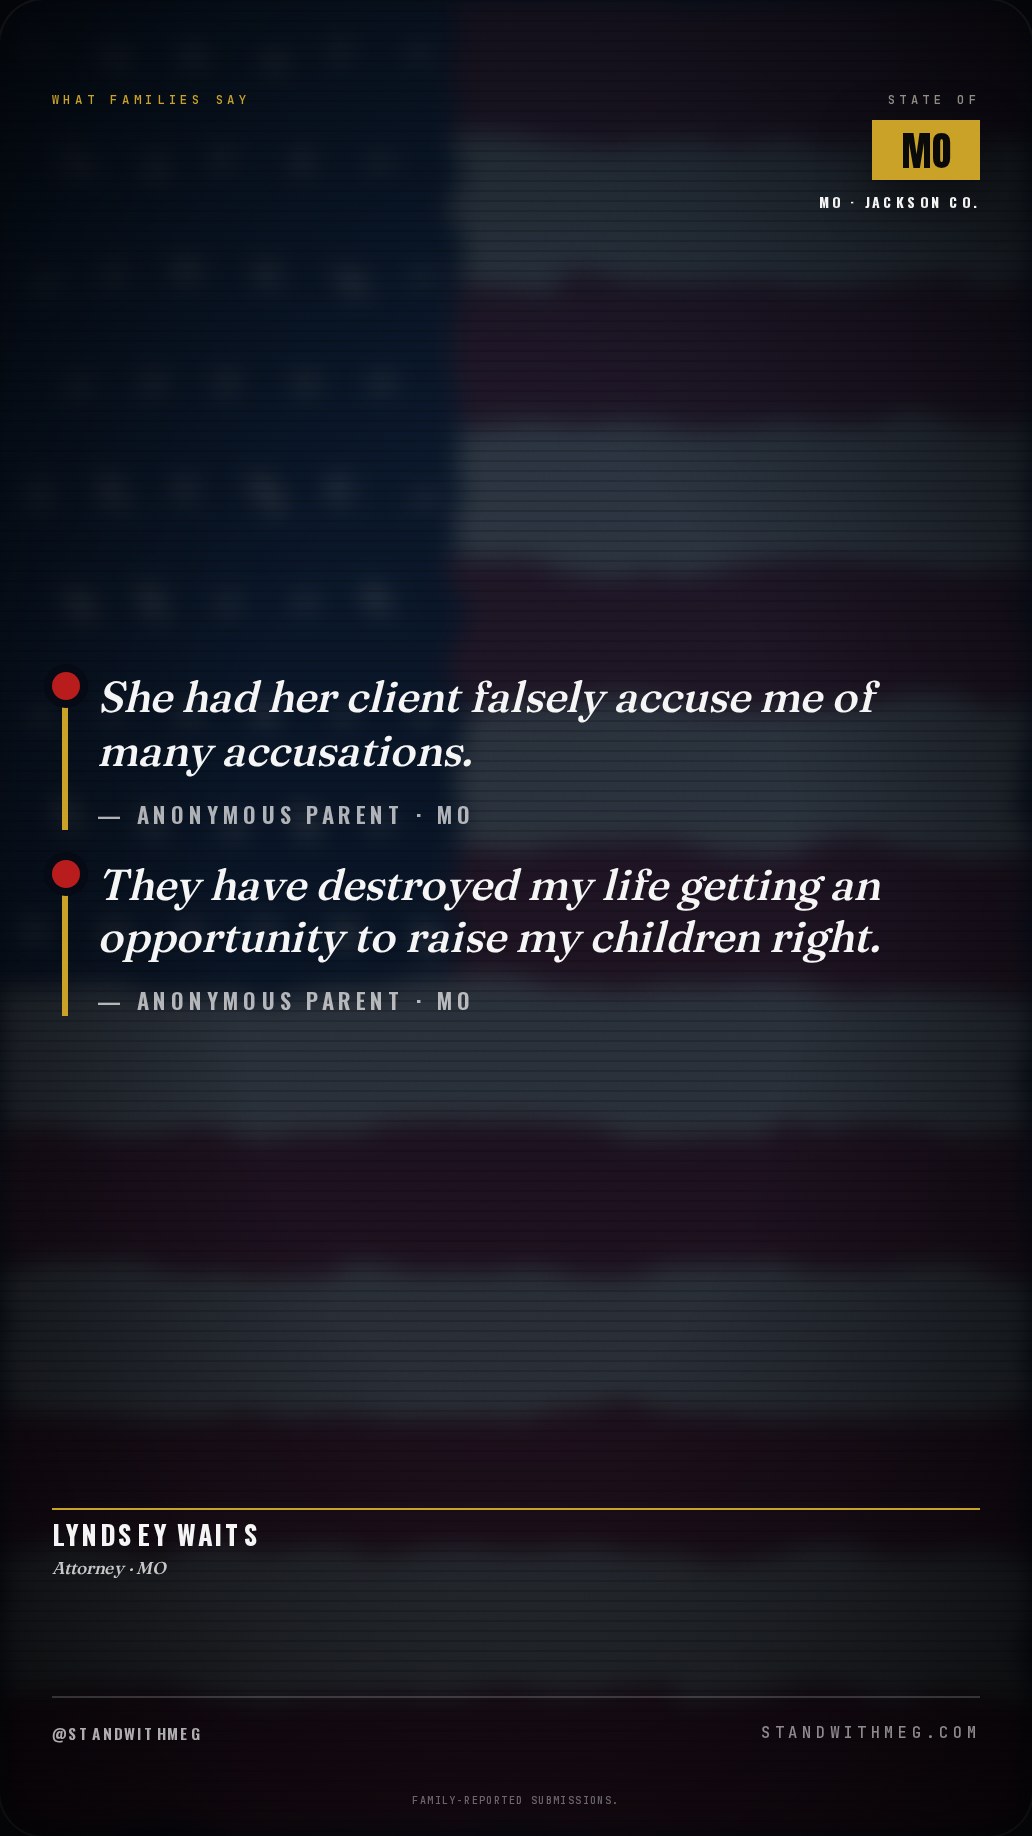 WHAT FAMILIES SAY
STATE OF
MO
MO · JACKSON CO.
She had her client falsely accuse me of
many accusations.
— ANONYMOUS PARENT · MO
They have destroyed my life getting an
opportunity to raise my children right.
— ANONYMOUS PARENT · MO
LYNDSEY WAITS
Attorney · MO
@STANDWITHMEG
STANDWITHMEG.COM
FAMILY-REPORTED SUBMISSIONS.